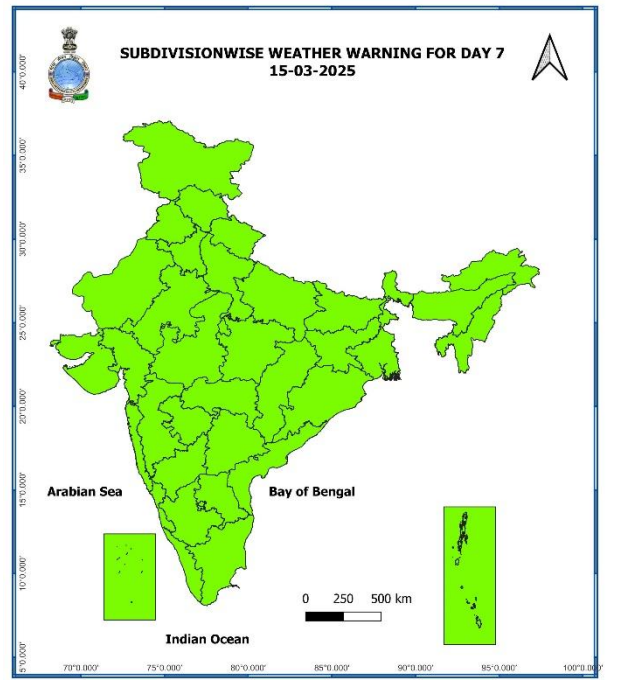 SUBDIVISIONWISE WEATHER WARNING FOR DAY 7
15-03-2025
40°0.000'
35°0.000'
30°0.000'
25°0.000'
20°0.000'
15°0.000'
10°0.000'
5°0.000'
Arabian Sea
Bay of Bengal
0 250 500 km
Indian Ocean
70°0.000' 75°0.000' 80°0.000' 85°0.000' 90°0.000' 95°0.000' 100°0.000'